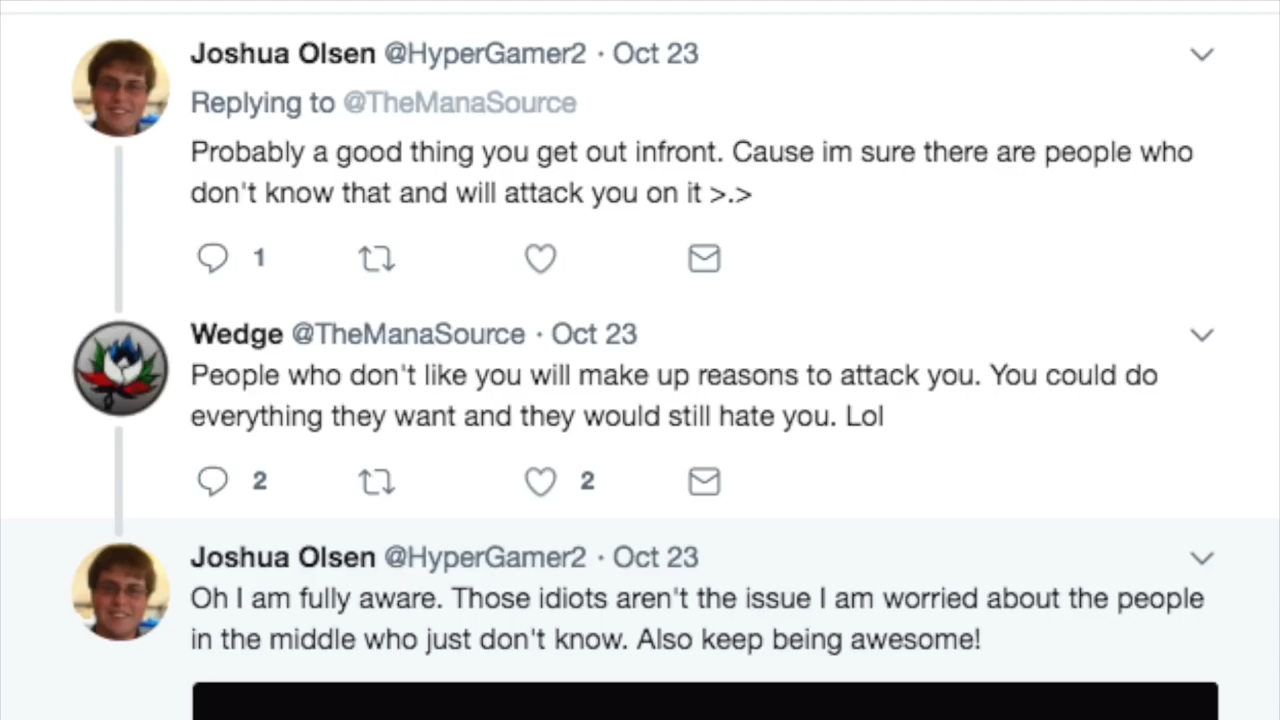 Joshua Olsen @HyperGamer2 · Oct 23
Replying to @TheManaSource
Probably a good thing you get out infront. Cause im sure there are people who
don't know that and will attack you on it >.>
1
Wedge @TheManaSource · Oct 23
People who don't like you will make up reasons to attack you. You could do
everything they want and they would still hate you. Lol
2 2
Joshua Olsen @HyperGamer2 · Oct 23
Oh I am fully aware. Those idiots aren't the issue I am worried about the people
in the middle who just don't know. Also keep being awesome!